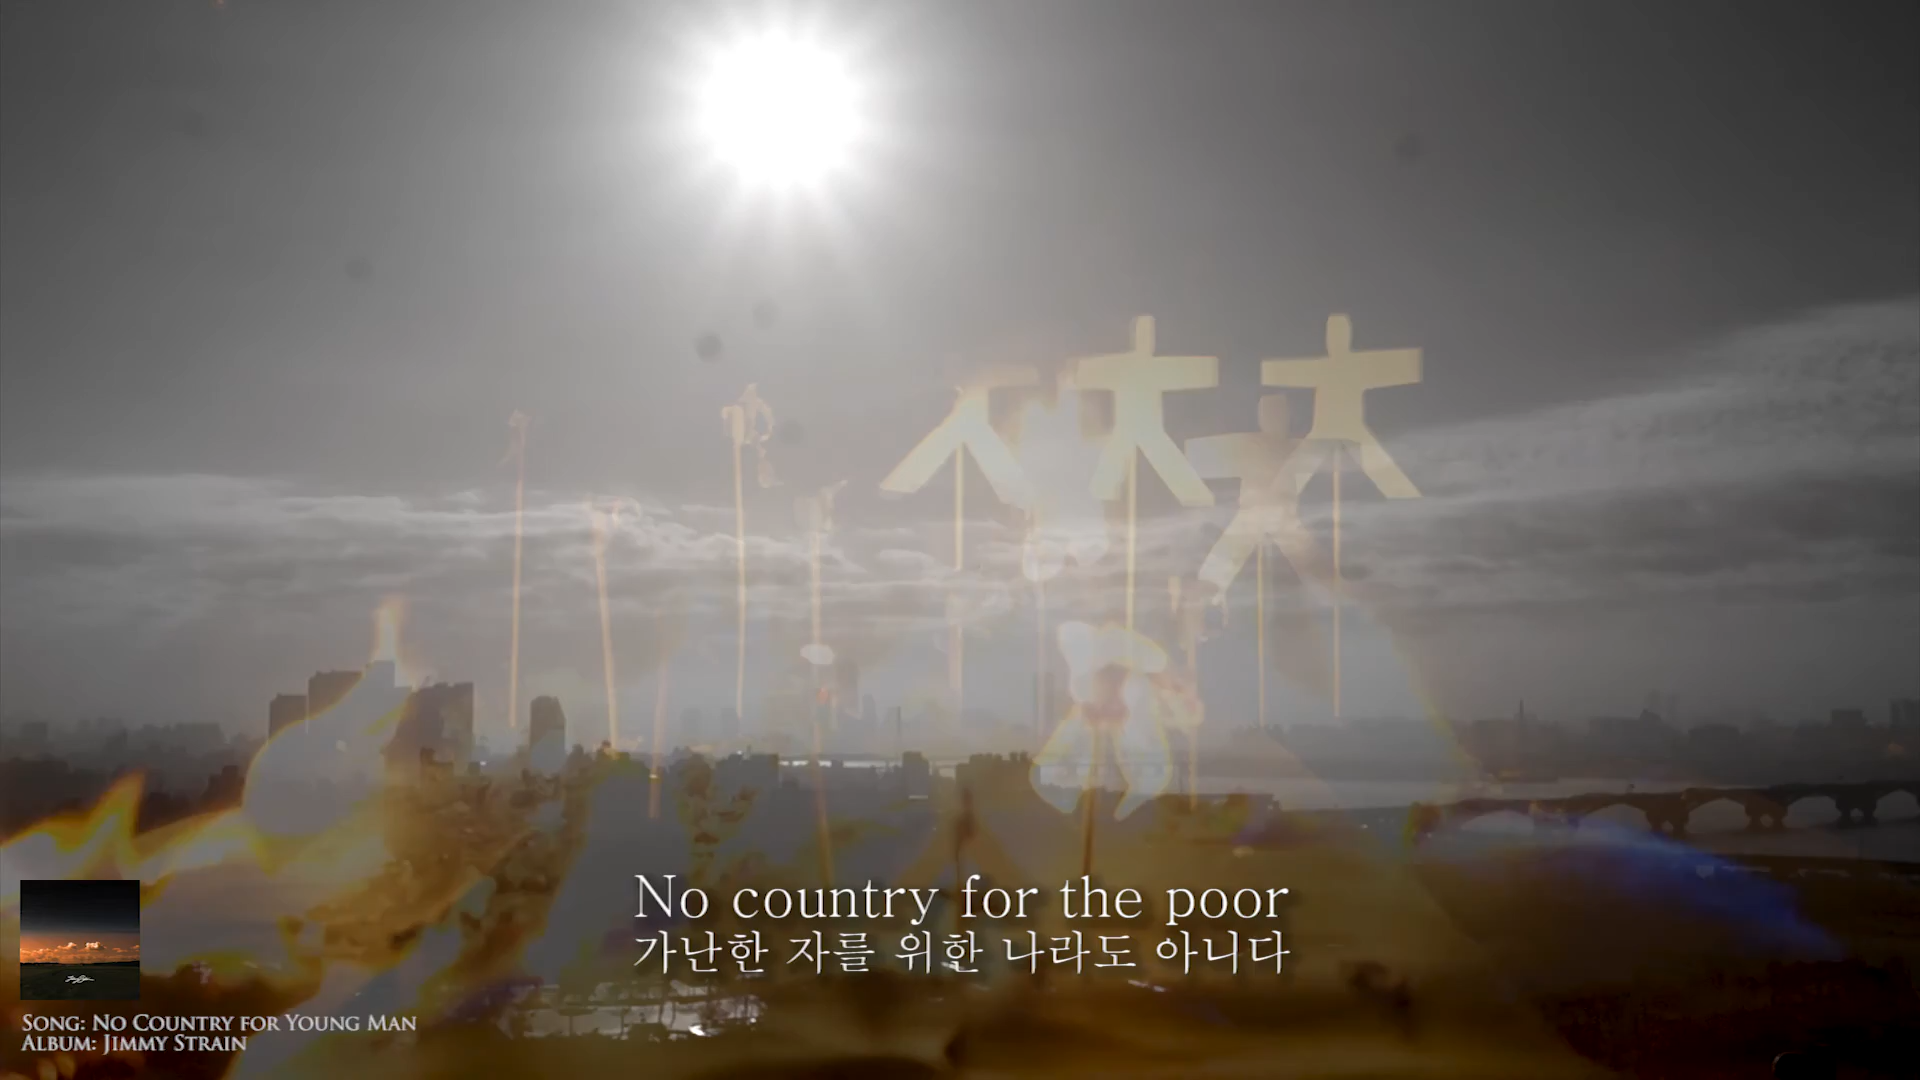 No country for the poor
가난한 자를 위한 나라도 아니다
Song: No Country for Young Man
Album: Jimmy Strain